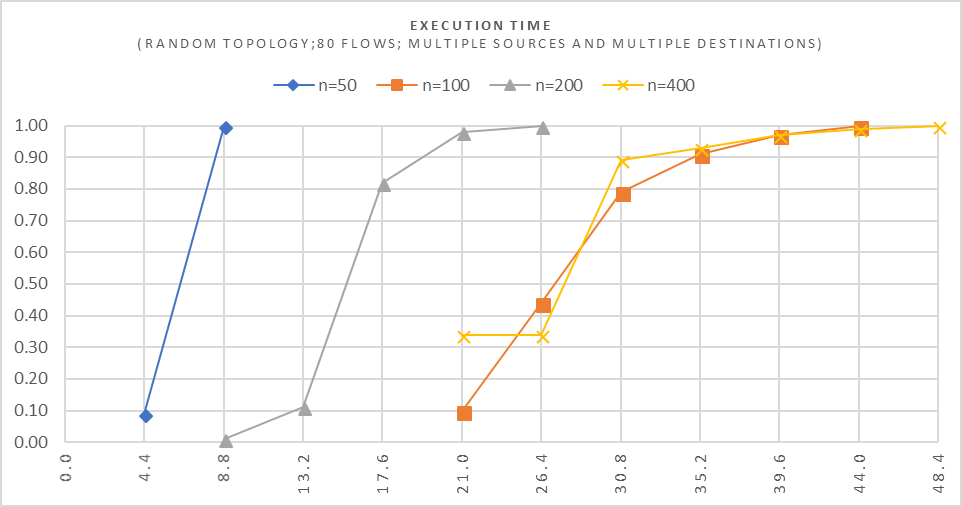 EXECUTION TIME
(RANDOM TOPOLOGY;80 FLOWS; MULTIPLE SOURCES AND MULTIPLE DESTINATIONS)
n=50 n=100 n=200 n=400
1.00
0.90
0.80
0.70
0.60
0.50
0.40
0.30
0.20
0.10
0.00
0.0 4.4 8.8 13.2 17.6 21.0 26.4 30.8 35.2 39.6 44.0 48.4